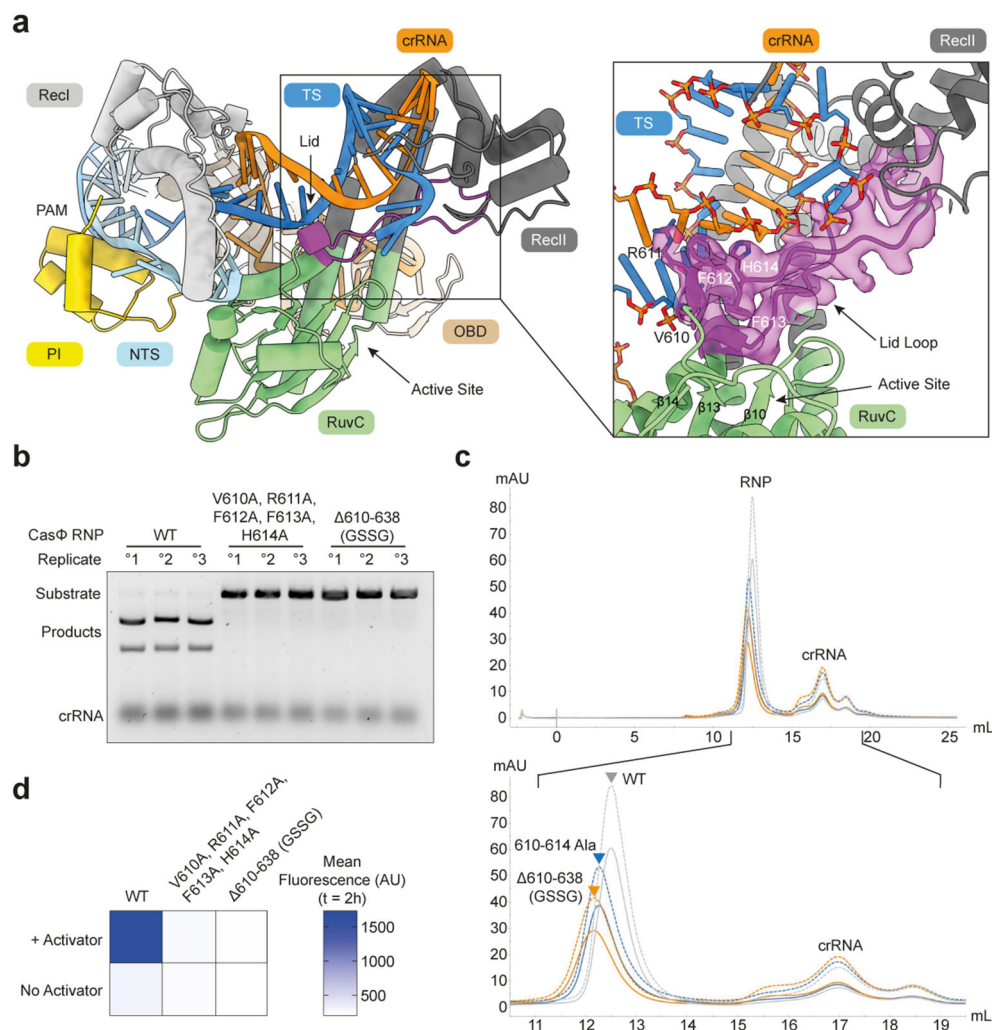 a
crRNA
RecI
TS
Lid
PAM
RecII
PI
NTS
OBD
Active Site
RuvC
crRNA
RecII
TS
R611
F612
H614
F613
V610
Lid Loop
Active Site
β14
β13
β10
RuvC
b
V610A, R611A,
F612A, F613A,
H614A
Δ610-638
(GSSG)
CasΦ RNP
WT
Replicate
°1 °2 °3 °1 °2 °3 °1 °2 °3
Substrate
Products
crRNA
c
mAU
RNP
80
70
60
50
40
30
20
10
0
crRNA
0 5 10 15 20 25 mL
mAU
80
70
60
50
40
30
20
10
0
WT
610-614 Ala
Δ610-638
(GSSG)
crRNA
11 12 13 14 15 16 17 18 19 mL
d
WT
V610A, R611A, F612A,
F613A, H614A
Δ610-638 (GSSG)
+ Activator
No Activator
Mean
Fluorescence (AU)
(t = 2h)
1500
1000
500